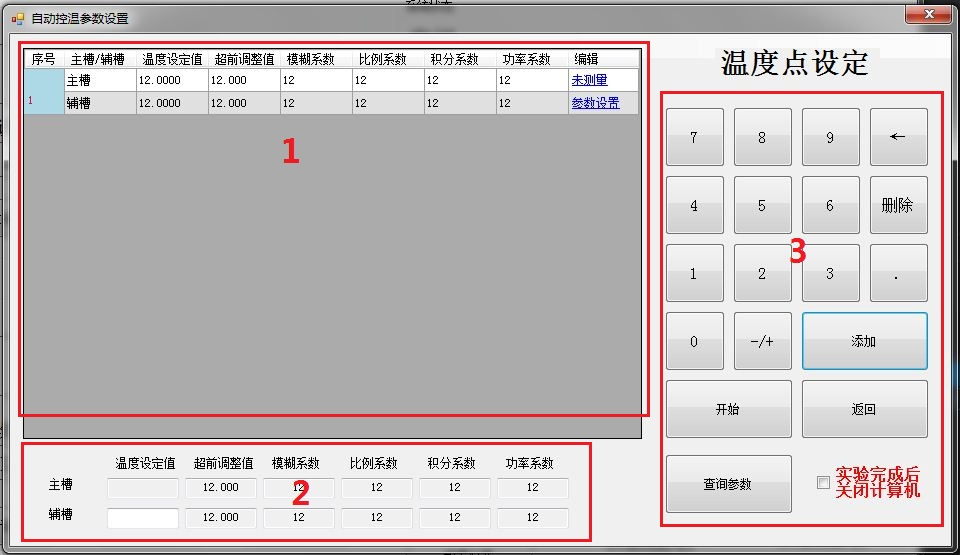 自动控温参数设置
序号 主槽/辅槽 温度设定值 超前调整值 模糊系数 比例系数 积分系数 功率系数 编辑
1 主槽 12.0000 12.000 12 12 12 12 未测量
辅槽 12.0000 12.000 12 12 12 12 参数设置
1
温度设定值 超前调整值 模糊系数 比例系数 积分系数 功率系数
主槽 12.000 12 12 12 12
辅槽 12.000 12 12 12 12
2
温度点设定
7 8 9 ←
4 5 6 删除
3
1 2 3 .
0 -/+ 添加
开始 返回
查询参数 实验完成后
关闭计算机